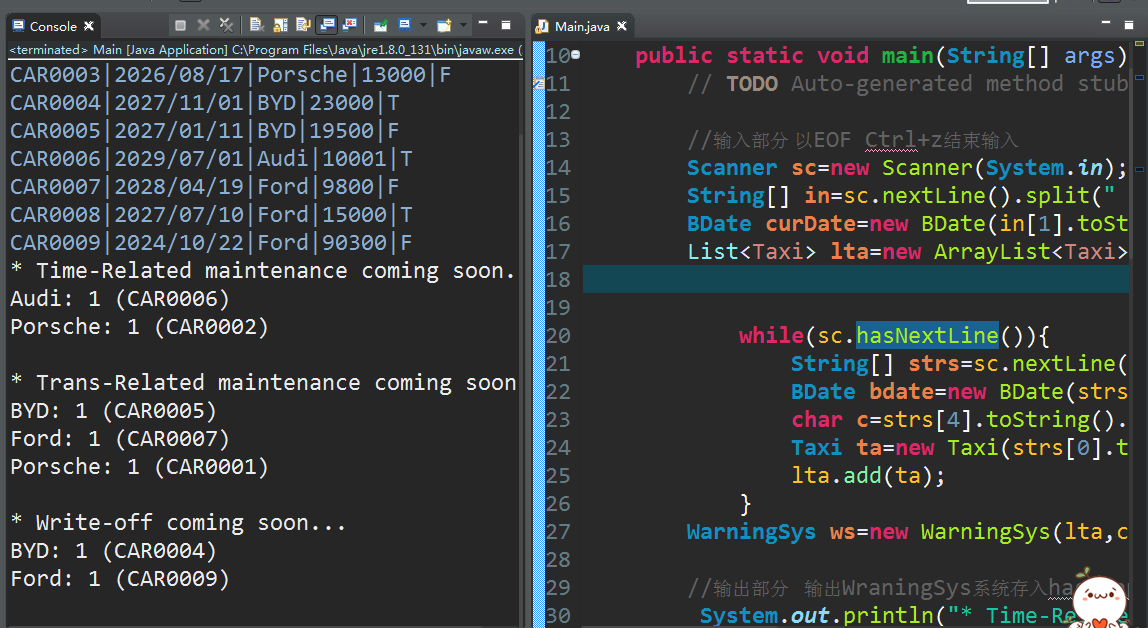 Console
<terminated> Main [Java Application] C:\Program Files\Java\jre1.8.0_131\bin\javaw.exe (
CAR0003|2026/08/17|Porsche|13000|F
CAR0004|2027/11/01|BYD|23000|T
CAR0005|2027/01/11|BYD|19500|F
CAR0006|2029/07/01|Audi|10001|T
CAR0007|2028/04/19|Ford|9800|F
CAR0008|2027/07/10|Ford|15000|T
CAR0009|2024/10/22|Ford|90300|F
* Time-Related maintenance coming soon.
Audi: 1 (CAR0006)
Porsche: 1 (CAR0002)
* Trans-Related maintenance coming soon
BYD: 1 (CAR0005)
Ford: 1 (CAR0007)
Porsche: 1 (CAR0001)
* Write-off coming soon...
BYD: 1 (CAR0004)
Ford: 1 (CAR0009)
Main.java
10 public static void main(String[] args)
11 // TODO Auto-generated method stub
12
13 //输入部分 以EOF Ctrl+z结束输入
14 Scanner sc=new Scanner(System.in);
15 String[] in=sc.nextLine().split("
16 BDate curDate=new BDate(in[1].toSt
17 List<Taxi> lta=new ArrayList<Taxi>
18
19
20 while(sc.hasNextLine()){
21 String[] strs=sc.nextLine(
22 BDate bdate=new BDate(strs
23 char c=strs[4].toString().
24 Taxi ta=new Taxi(strs[0].t
25 lta.add(ta);
26 }
27 WarningSys ws=new WarningSys(lta,c
28
29 //输出部分 输出WraningSys系统存入ha
30 System.out.println("* Time-Re